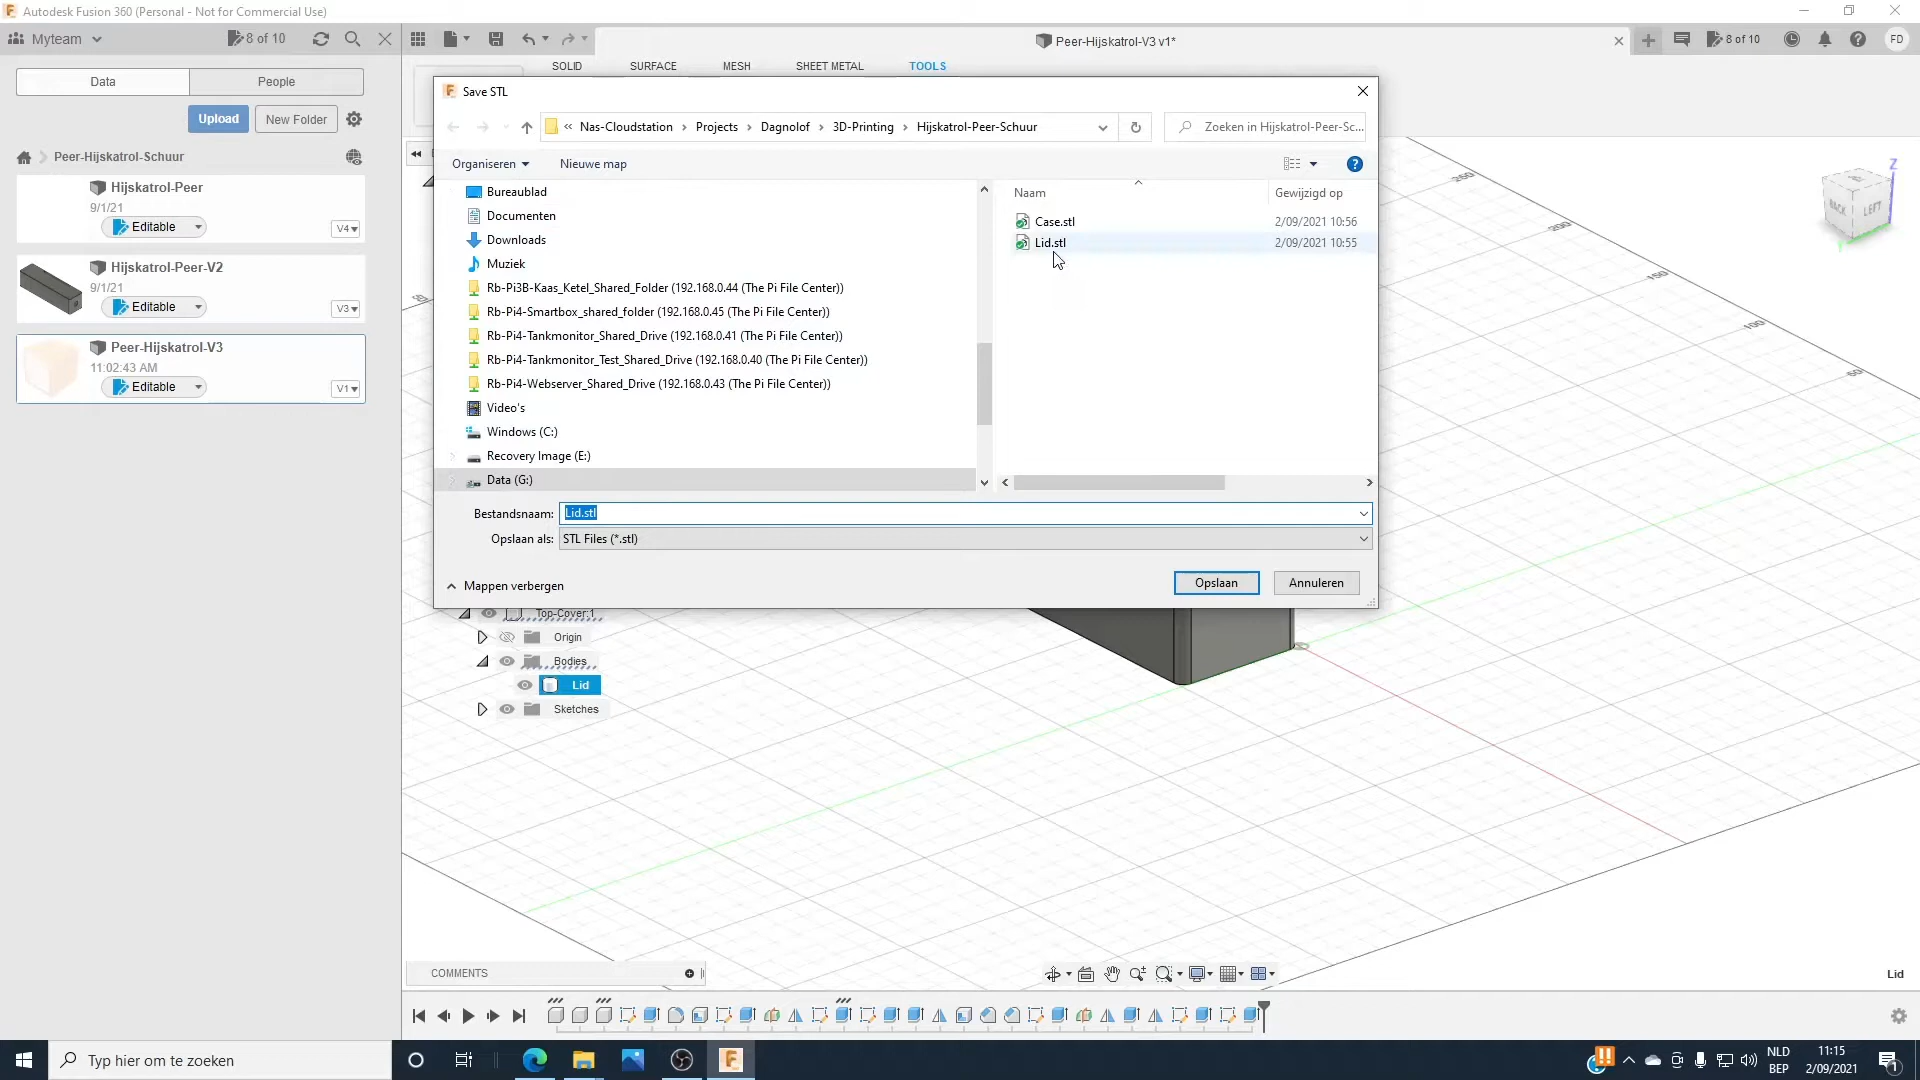 Autodesk Fusion 360 (Personal - Not for Commercial Use)
Myteam
8 of 10
Peer-Hijskatrol-V3 v1*
8 of 10
FD
Data
People
SOLID
SURFACE
MESH
SHEET METAL
TOOLS
Upload
New Folder
Peer-Hijskatrol-Schuur
Hijskatrol-Peer
9/1/21
Editable
V4
Hijskatrol-Peer-V2
9/1/21
Editable
V3
Peer-Hijskatrol-V3
11:02:43 AM
Editable
V1
Save STL
« Nas-Cloudstation > Projects > Dagnolof > 3D-Printing > Hijskatrol-Peer-Schuur
Zoeken in Hijskatrol-Peer-Sc...
Organiseren
Nieuwe map
Bureaublad
Documenten
Downloads
Muziek
Rb-Pi3B-Kaas_Ketel_Shared_Folder (192.168.0.44 (The Pi File Center))
Rb-Pi4-Smartbox_shared_folder (192.168.0.45 (The Pi File Center))
Rb-Pi4-Tankmonitor_Shared_Drive (192.168.0.41 (The Pi File Center))
Rb-Pi4-Tankmonitor_Test_Shared_Drive (192.168.0.40 (The Pi File Center))
Rb-Pi4-Webserver_Shared_Drive (192.168.0.43 (The Pi File Center))
Video's
Windows (C:)
Recovery Image (E:)
Data (G:)
Naam
Gewijzigd op
Case.stl
2/09/2021 10:56
Lid.stl
2/09/2021 10:55
Bestandsnaam:
Lid.stl
Opslaan als:
STL Files (*.stl)
Mappen verbergen
Opslaan
Annuleren
Z
BACK
LEFT
Y
250
200
150
100
50
Top-Cover:1
Origin
Bodies
Lid
Sketches
COMMENTS
Lid
Typ hier om te zoeken
NLD
BEP
11:15
2/09/2021
1